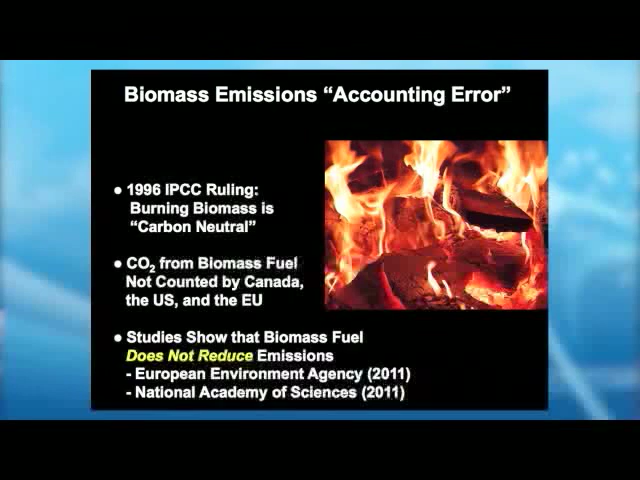 Biomass Emissions “Accounting Error”
● 1996 IPCC Ruling:
Burning Biomass is
“Carbon Neutral”
● CO₂ from Biomass Fuel
Not Counted by Canada,
the US, and the EU
● Studies Show that Biomass Fuel
Does Not Reduce Emissions
- European Environment Agency (2011)
- National Academy of Sciences (2011)